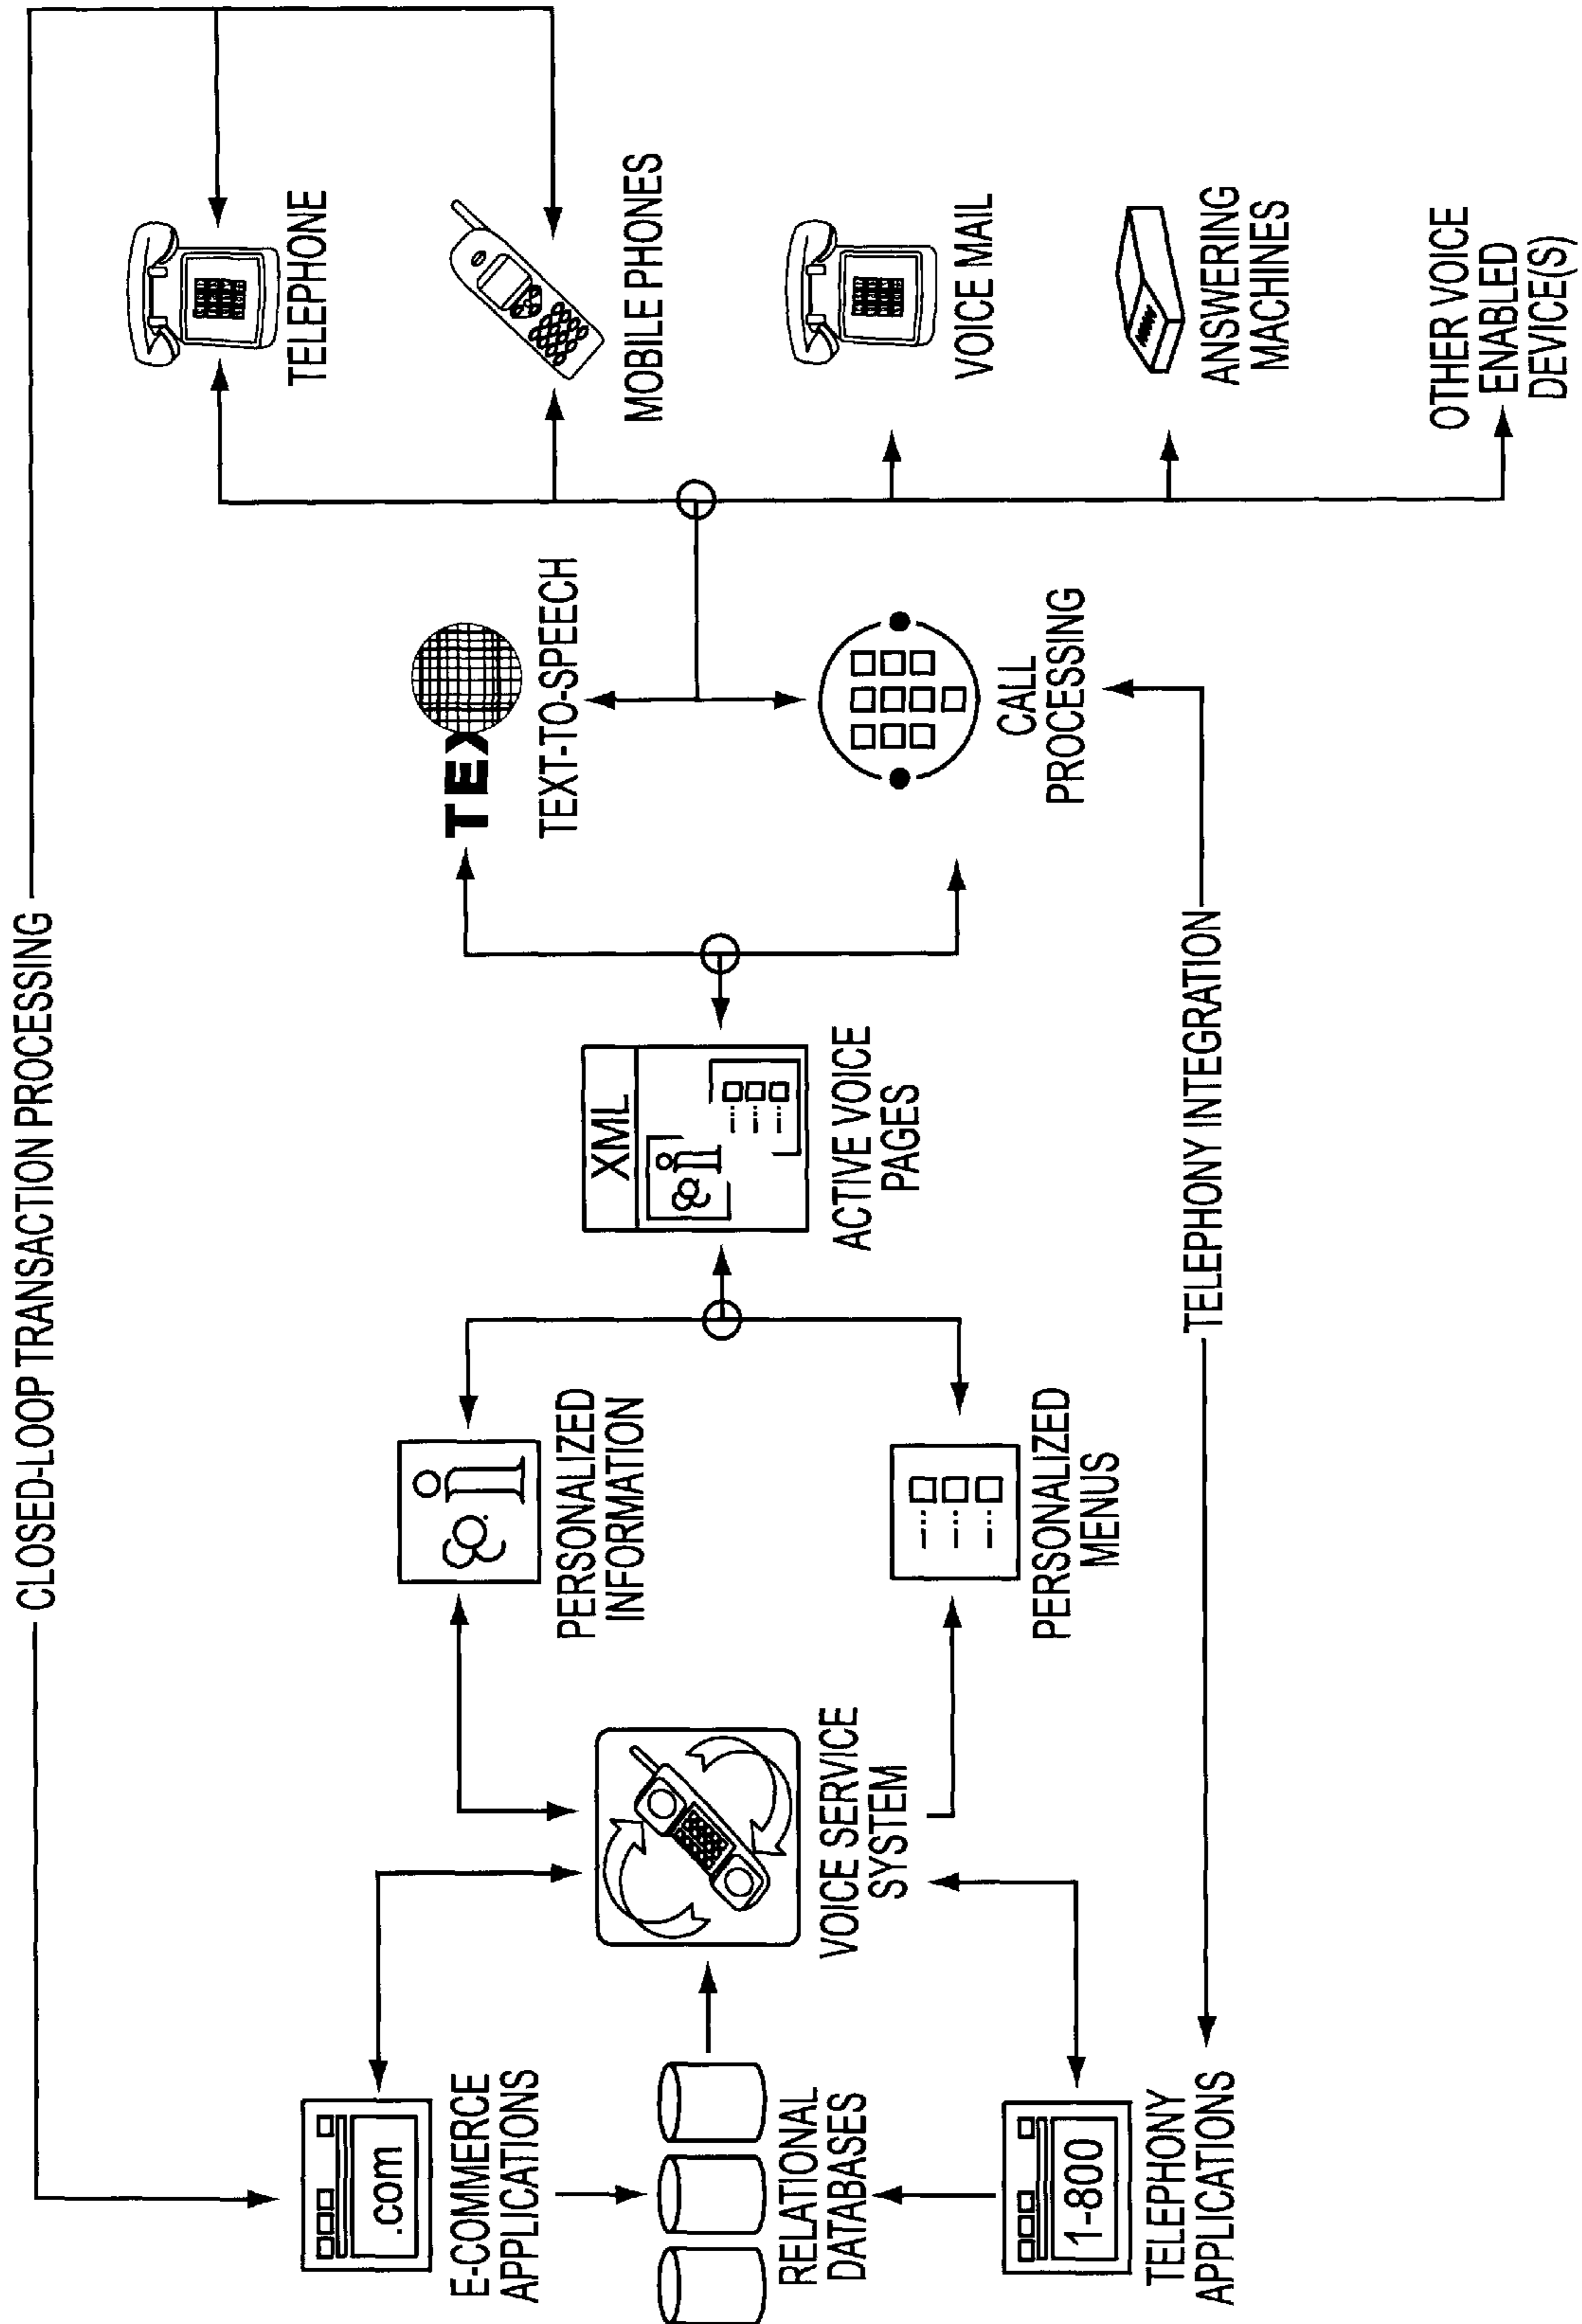 CLOSED-LOOP TRANSACTION PROCESSING
.com
E-COMMERCE
APPLICATIONS
RELATIONAL
DATABASES
1-800
TELEPHONY
APPLICATIONS
VOICE SERVICE
SYSTEM
i
PERSONALIZED
INFORMATION
PERSONALIZED
MENUS
XML
i
ACTIVE VOICE
PAGES
TEX
TEXT-TO-SPEECH
CALL
PROCESSING
TELEPHONY INTEGRATION
TELEPHONE
MOBILE PHONES
VOICE MAIL
ANSWERING
MACHINES
OTHER VOICE
ENABLED
DEVICE(S)